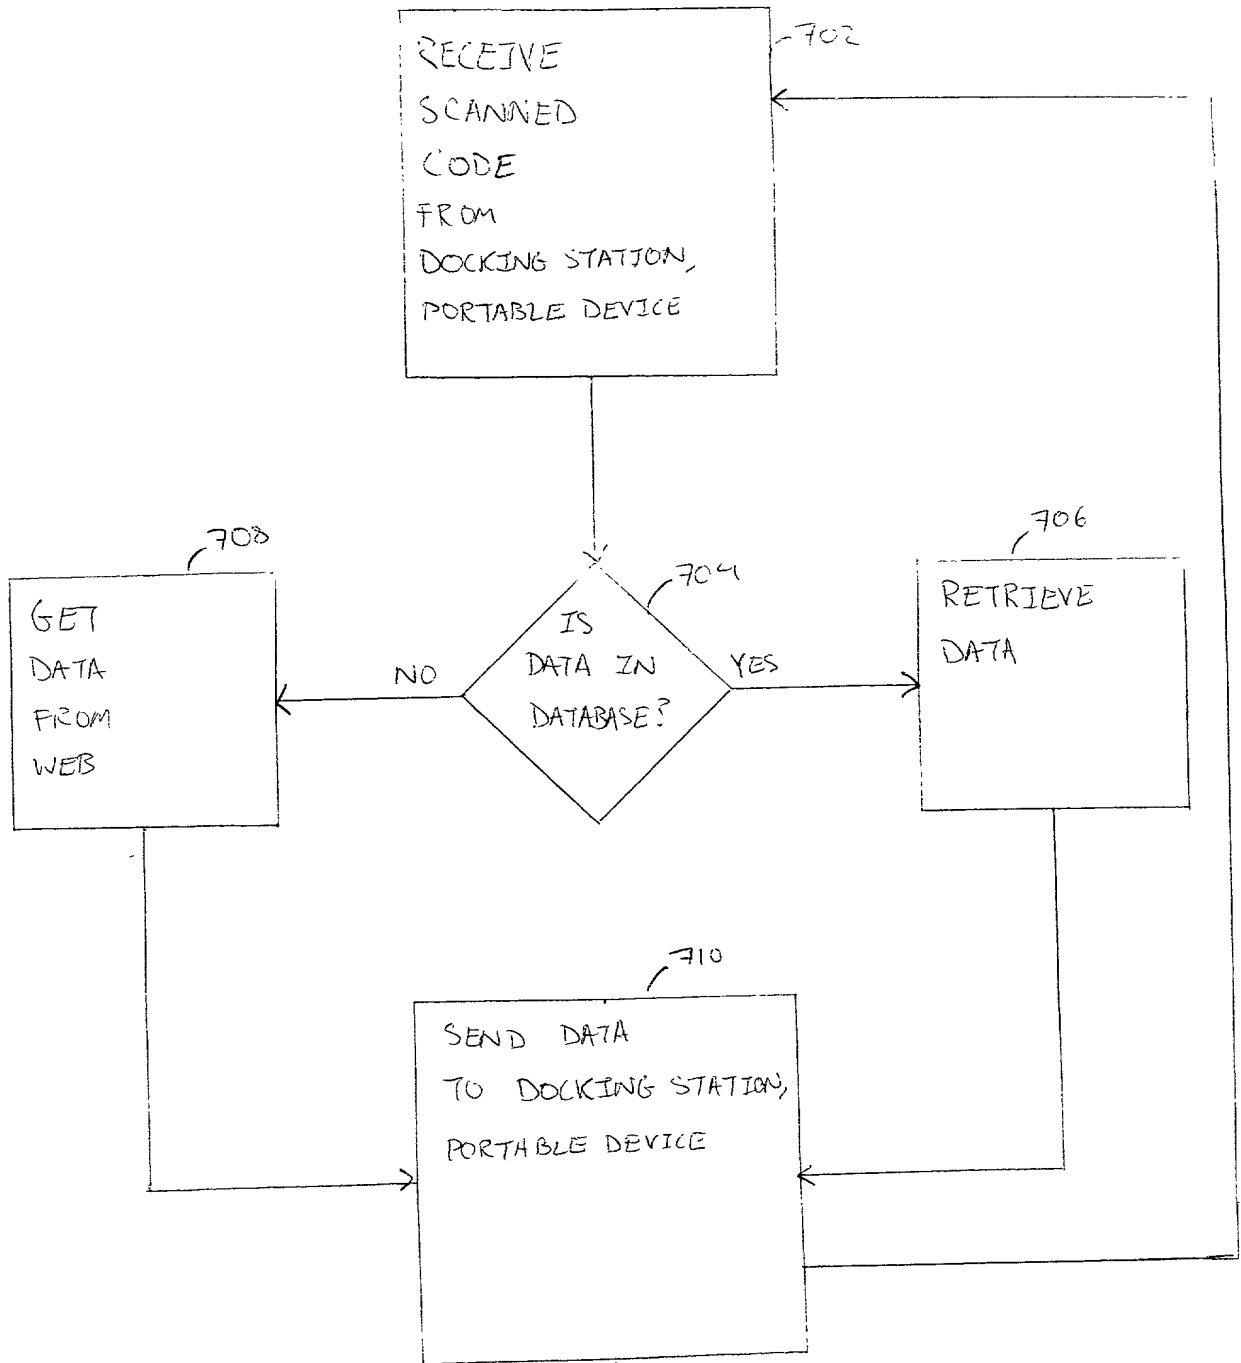 702
RECEIVE
SCANNED
CODE
FROM
DOCKING STATION,
PORTABLE DEVICE
708
GET
DATA
FROM
WEB
NO
704
IS
DATA IN
DATABASE?
YES
706
RETRIEVE
DATA
710
SEND DATA
TO DOCKING STATION,
PORTABLE DEVICE